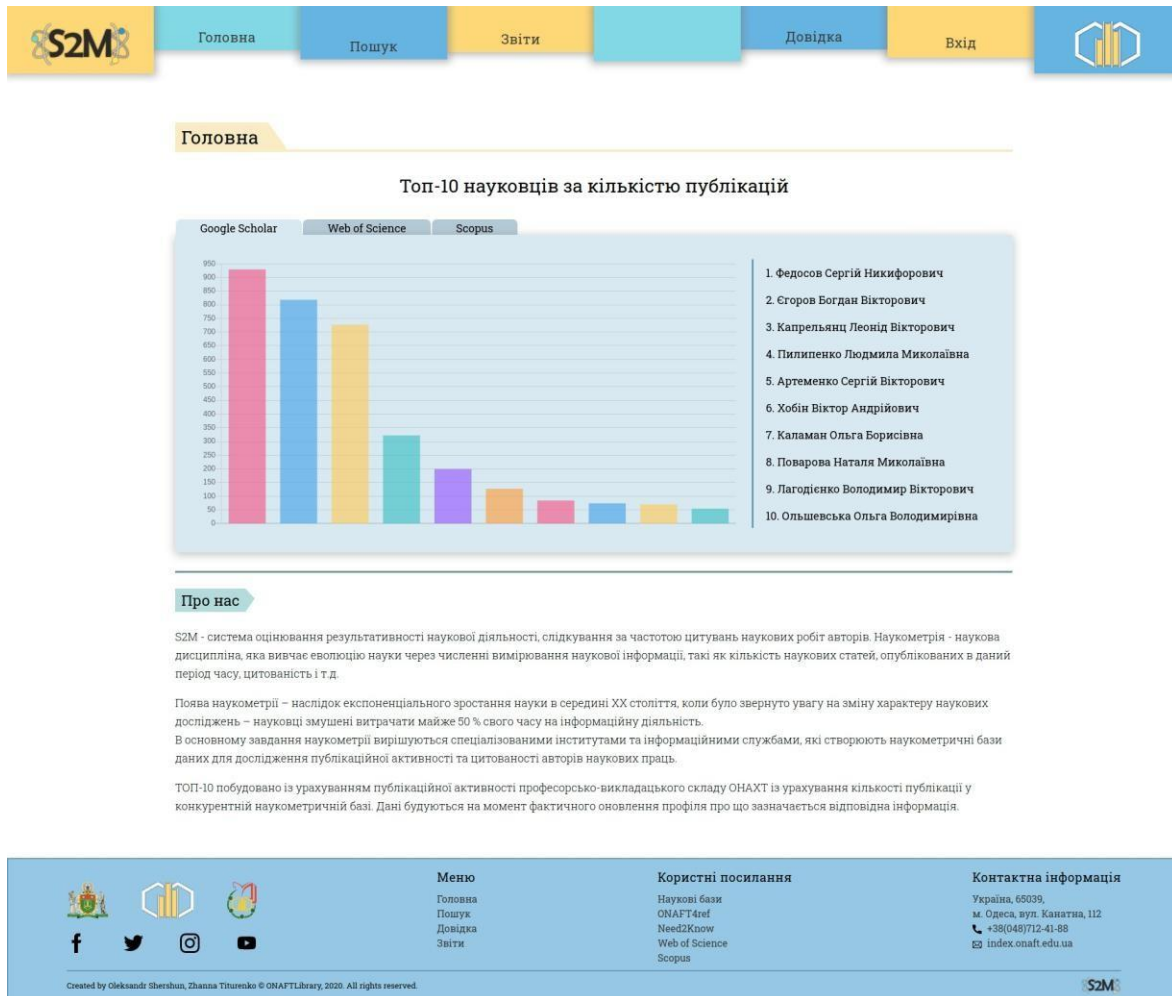 S2M
Головна
Пошук
Звіти
Довідка
Вхід
Головна
Топ-10 науковців за кількістю публікацій
Google Scholar
Web of Science
Scopus
950
900
850
800
750
700
650
600
550
500
450
400
350
300
250
200
150
100
50
0
1. Федосов Сергій Никифорович
2. Єгоров Богдан Вікторович
3. Капрельянц Леонід Вікторович
4. Пилипенко Людмила Миколаївна
5. Артеменко Сергій Вікторович
6. Хобін Віктор Андрійович
7. Каламан Ольга Борисівна
8. Поварова Наталя Миколаївна
9. Лагодієнко Володимир Вікторович
10. Ольшевська Ольга Володимирівна
Про нас
S2M - система оцінювання результативності наукової діяльності, слідкування за частотою цитувань наукових робіт авторів. Наукометрія - наукова
дисципліна, яка вивчає еволюцію науки через численні вимірювання наукової інформації, такі як кількість наукових статей, опублікованих в даний
період часу, цитованість і т.д.
Поява наукометрії – наслідок експоненціального зростання науки в середині XX століття, коли було звернуто увагу на зміну характеру наукових
досліджень – науковці змушені витрачати майже 50 % свого часу на інформаційну діяльність.
В основному завдання наукометрії вирішуються спеціалізованими інститутами та інформаційними службами, які створюють наукометричні бази
даних для дослідження публікаційної активності та цитованості авторів наукових праць.
ТОП-10 побудовано із урахуванням публікаційної активності професорсько-викладацького складу ОНАХТ із урахування кількості публікації у
конкурентній наукометричній базі. Дані будуються на момент фактичного оновлення профіля про що зазначається відповідна інформація.
Меню
Головна
Пошук
Довідка
Звіти
Користні посилання
Наукові бази
ONAFT4ref
Need2Know
Web of Science
Scopus
Контактна інформація
Україна, 65039,
м. Одеса, вул. Канатна, 112
+38(048)712-41-88
index.onaft.edu.ua
Created by Oleksandr Shershun, Zhanna Titurenko © ONAFTLibrary, 2020. All rights reserved.
S2M